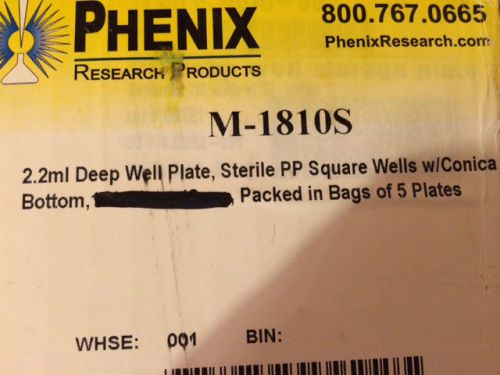 PHENIX
RESEARCH PRODUCTS
800.767.0665
PhenixResearch.com
M-1810S
2.2ml Deep Well Plate, Sterile PP Square Wells w/Conica
Bottom, Packed in Bags of 5 Plates
WHSE: 001 BIN: